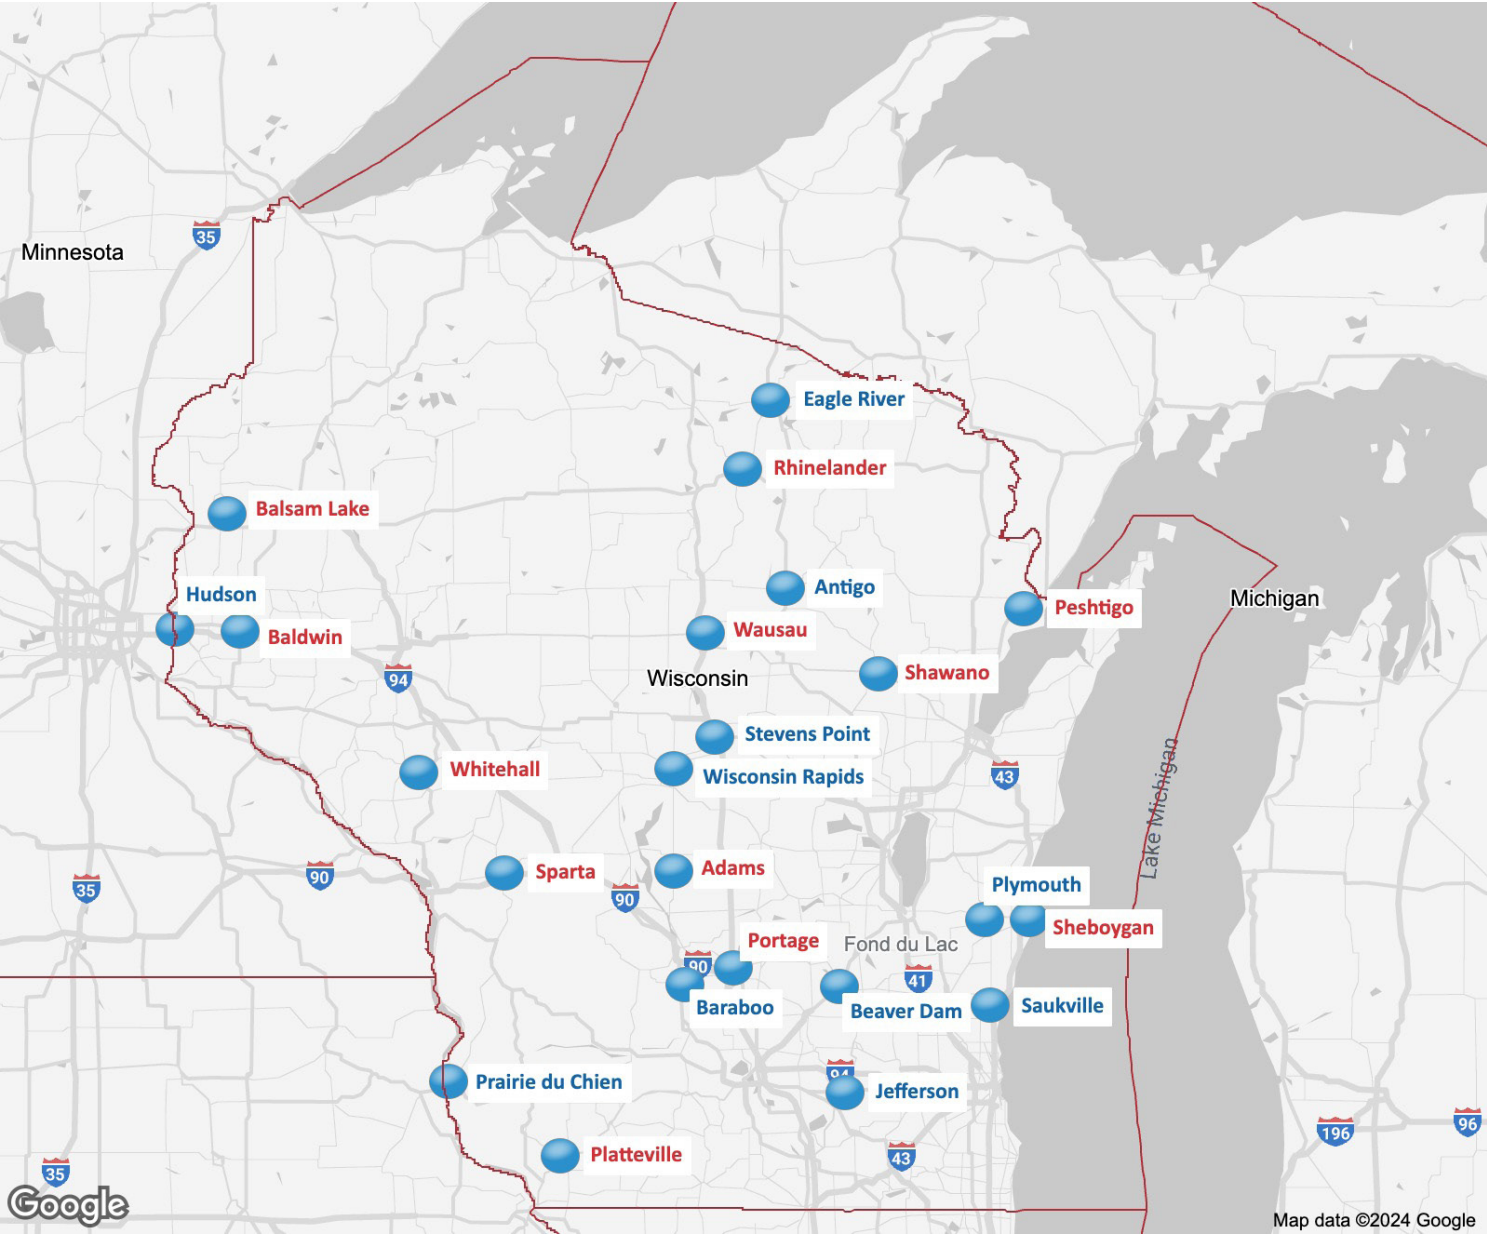 35
Minnesota
Eagle River
Rhinelander
Balsam Lake
Hudson
Antigo
Michigan
Peshtigo
Wausau
Baldwin
Shawano
Wisconsin
94
Stevens Point
Whitehall
Wisconsin Rapids
43
Lake Michigan
Adams
Sparta
90
35
90
Plymouth
Sheboygan
Portage
Fond du Lac
90
41
Baraboo
Beaver Dam
Saukville
94
Prairie du Chien
Jefferson
96
196
Platteville
43
35
Google
Map data ©2024 Google